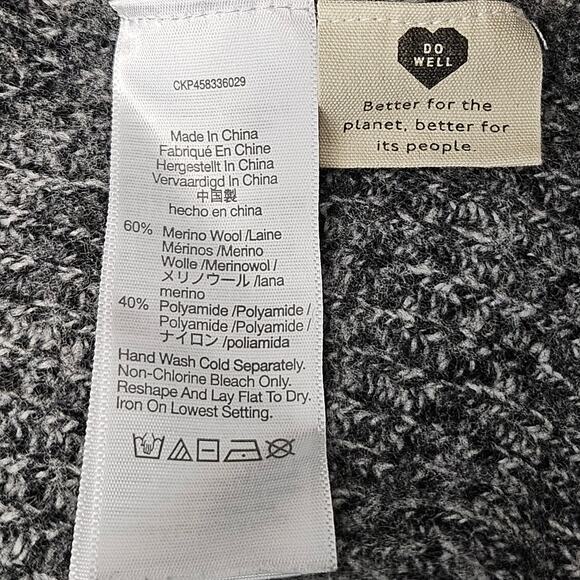 CKP458336029
Made In China
Fabriqué En Chine
Hergestellt In China
Vervaardigd In China
中国製
hecho en china
60% Merino Wool /Laine
Mérinos /Merino
Wolle /Merinowol /
メリノウール /lana
merino
40% Polyamide /Polyamide /
Polyamide /Polyamide /
ナイロン /poliamida
Hand Wash Cold Separately.
Non-Chlorine Bleach Only.
Reshape And Lay Flat To Dry.
Iron On Lowest Setting.
DO
WELL
Better for the
planet, better for
its people